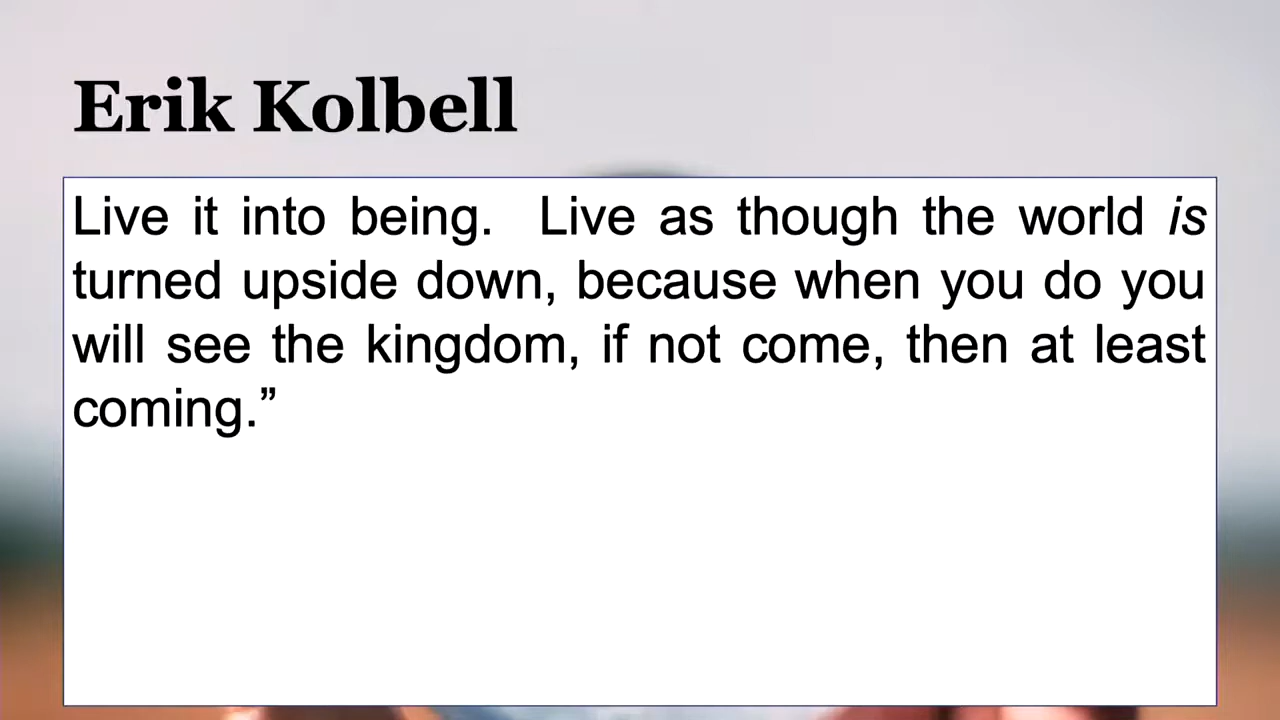 Erik Kolbell
Live it into being.  Live as though the world is
turned upside down, because when you do you
will see the kingdom, if not come, then at least
coming.”